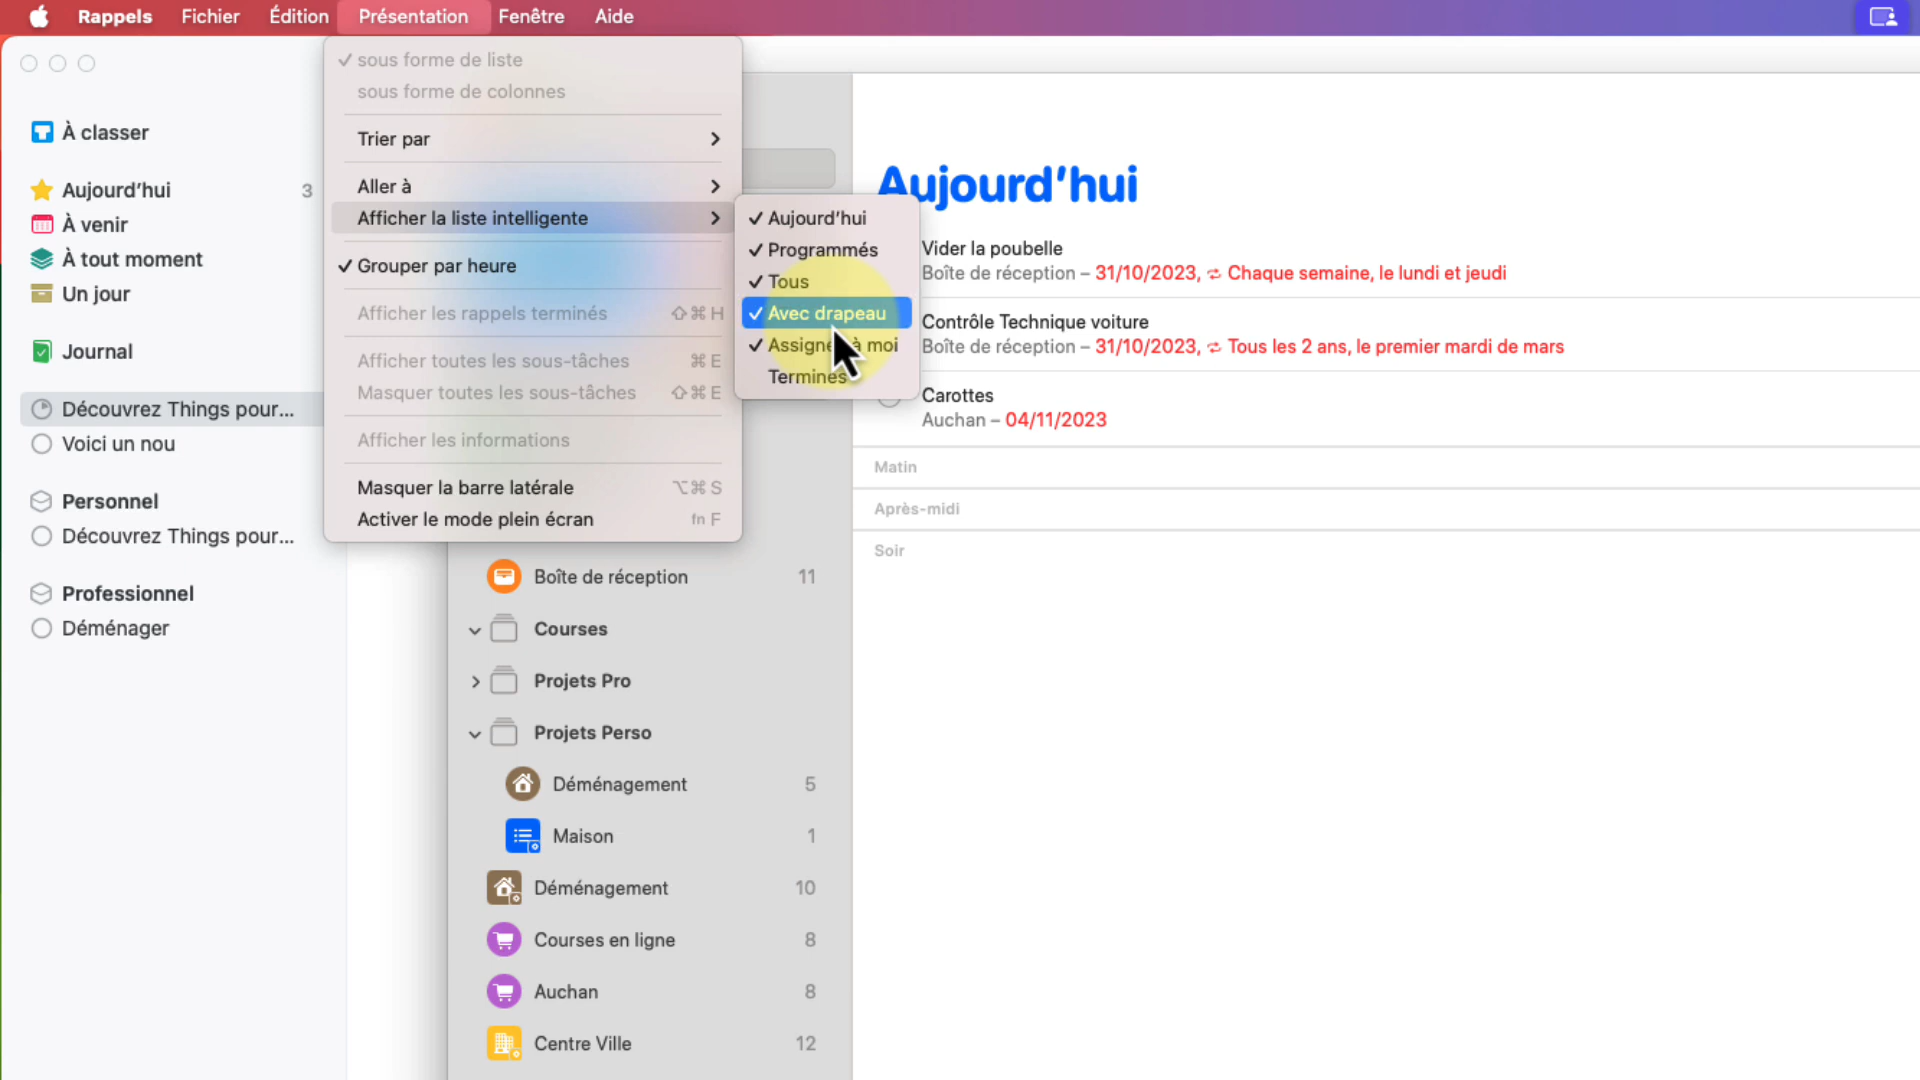 Rappels Fichier Édition Présentation Fenêtre Aide
À classer
Aujourd'hui 3
À venir
À tout moment
Un jour
Journal
Découvrez Things pour...
Voici un nou
Personnel
Découvrez Things pour...
Professionnel
Déménager
✓ sous forme de liste
sous forme de colonnes
Trier par
Aller à
Afficher la liste intelligente
✓ Grouper par heure
Afficher les rappels terminés ⇧⌘H
Afficher toutes les sous-tâches ⌘E
Masquer toutes les sous-tâches ⇧⌘E
Afficher les informations
Masquer la barre latérale ⌥⌘S
Activer le mode plein écran fn F
✓ Aujourd'hui
✓ Programmés
✓ Tous
✓ Avec drapeau
✓ à moi
Terminés
Boîte de réception 11
Courses
Projets Pro
Projets Perso
Déménagement 5
Maison 1
Déménagement 10
Courses en ligne 8
Auchan 8
Centre Ville 12
Aujourd'hui
Vider la poubelle
Boîte de réception – 31/10/2023, Chaque semaine, le lundi et jeudi
Contrôle Technique voiture
Boîte de réception – 31/10/2023, Tous les 2 ans, le premier mardi de mars
Carottes
Auchan – 04/11/2023
Matin
Après-midi
Soir